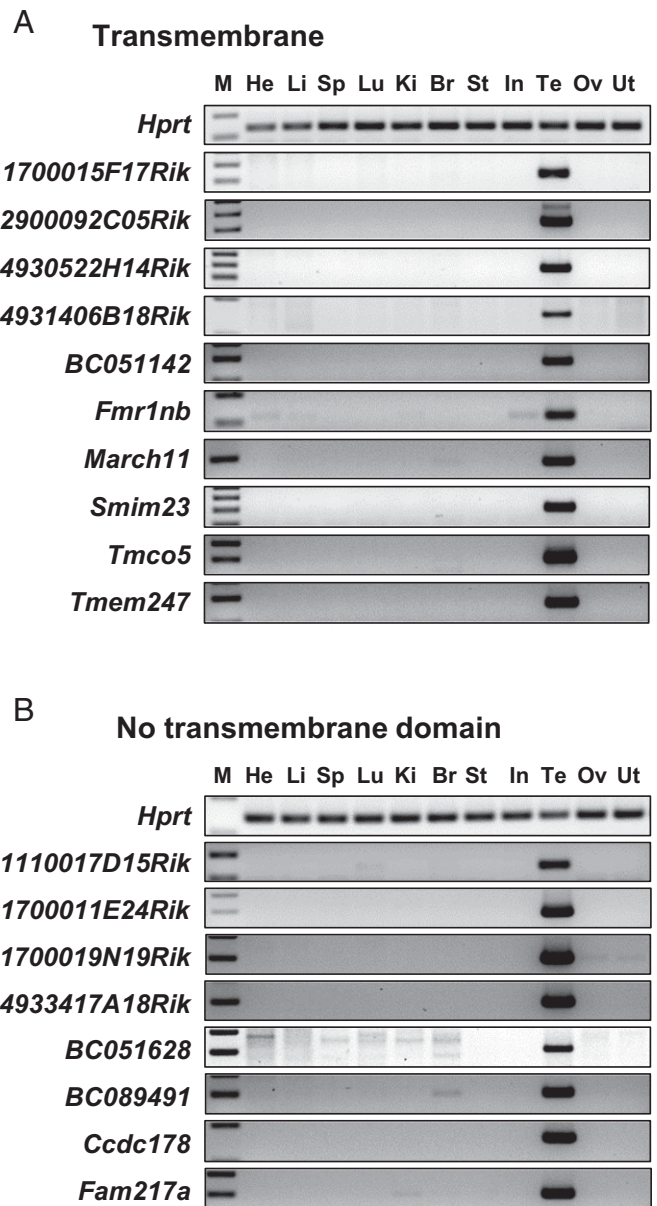 A
Transmembrane
M He Li Sp Lu Ki Br St In Te Ov Ut
Hprt
1700015F17Rik
2900092C05Rik
4930522H14Rik
4931406B18Rik
BC051142
Fmr1nb
March11
Smim23
Tmco5
Tmem247
B
No transmembrane domain
M He Li Sp Lu Ki Br St In Te Ov Ut
Hprt
1110017D15Rik
1700011E24Rik
1700019N19Rik
4933417A18Rik
BC051628
BC089491
Ccdc178
Fam217a